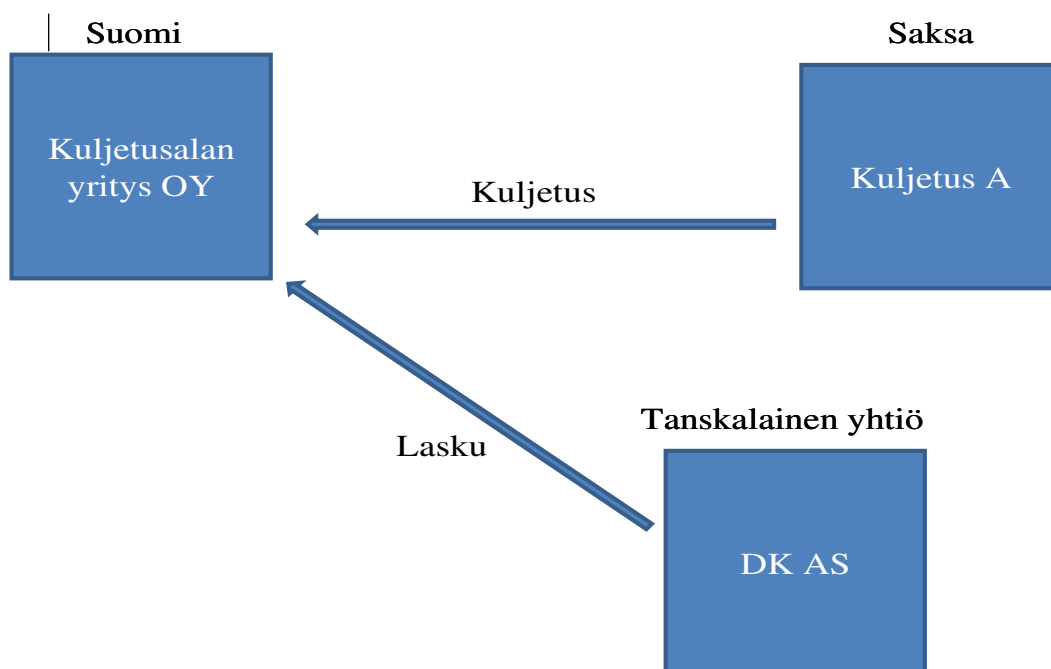 Suomi
Saksa
Kuljetusalan
yritys OY
Kuljetus A
Kuljetus
Tanskalainen yhtiö
Lasku
DK AS